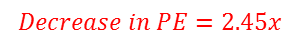 Decrease in PE = 2.45x